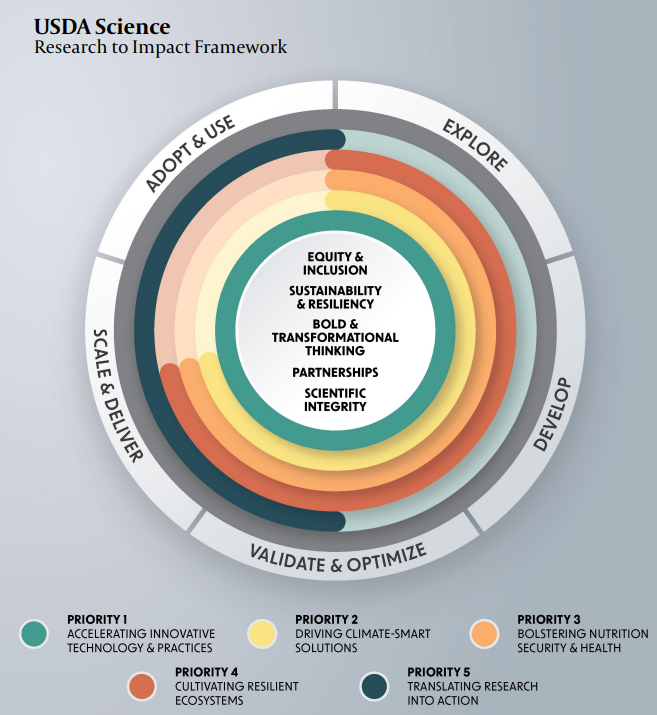 USDA Science
Research to Impact Framework
ADOPT & USE
EXPLORE
SCALE & DELIVER
DEVELOP
VALIDATE & OPTIMIZE
EQUITY &
INCLUSION
SUSTAINABILITY
& RESILIENCY
BOLD &
TRANSFORMATIONAL
THINKING
PARTNERSHIPS
SCIENTIFIC
INTEGRITY
PRIORITY 1
ACCELERATING INNOVATIVE
TECHNOLOGY & PRACTICES
PRIORITY 2
DRIVING CLIMATE-SMART
SOLUTIONS
PRIORITY 3
BOLSTERING NUTRITION
SECURITY & HEALTH
PRIORITY 4
CULTIVATING RESILIENT
ECOSYSTEMS
PRIORITY 5
TRANSLATING RESEARCH
INTO ACTION